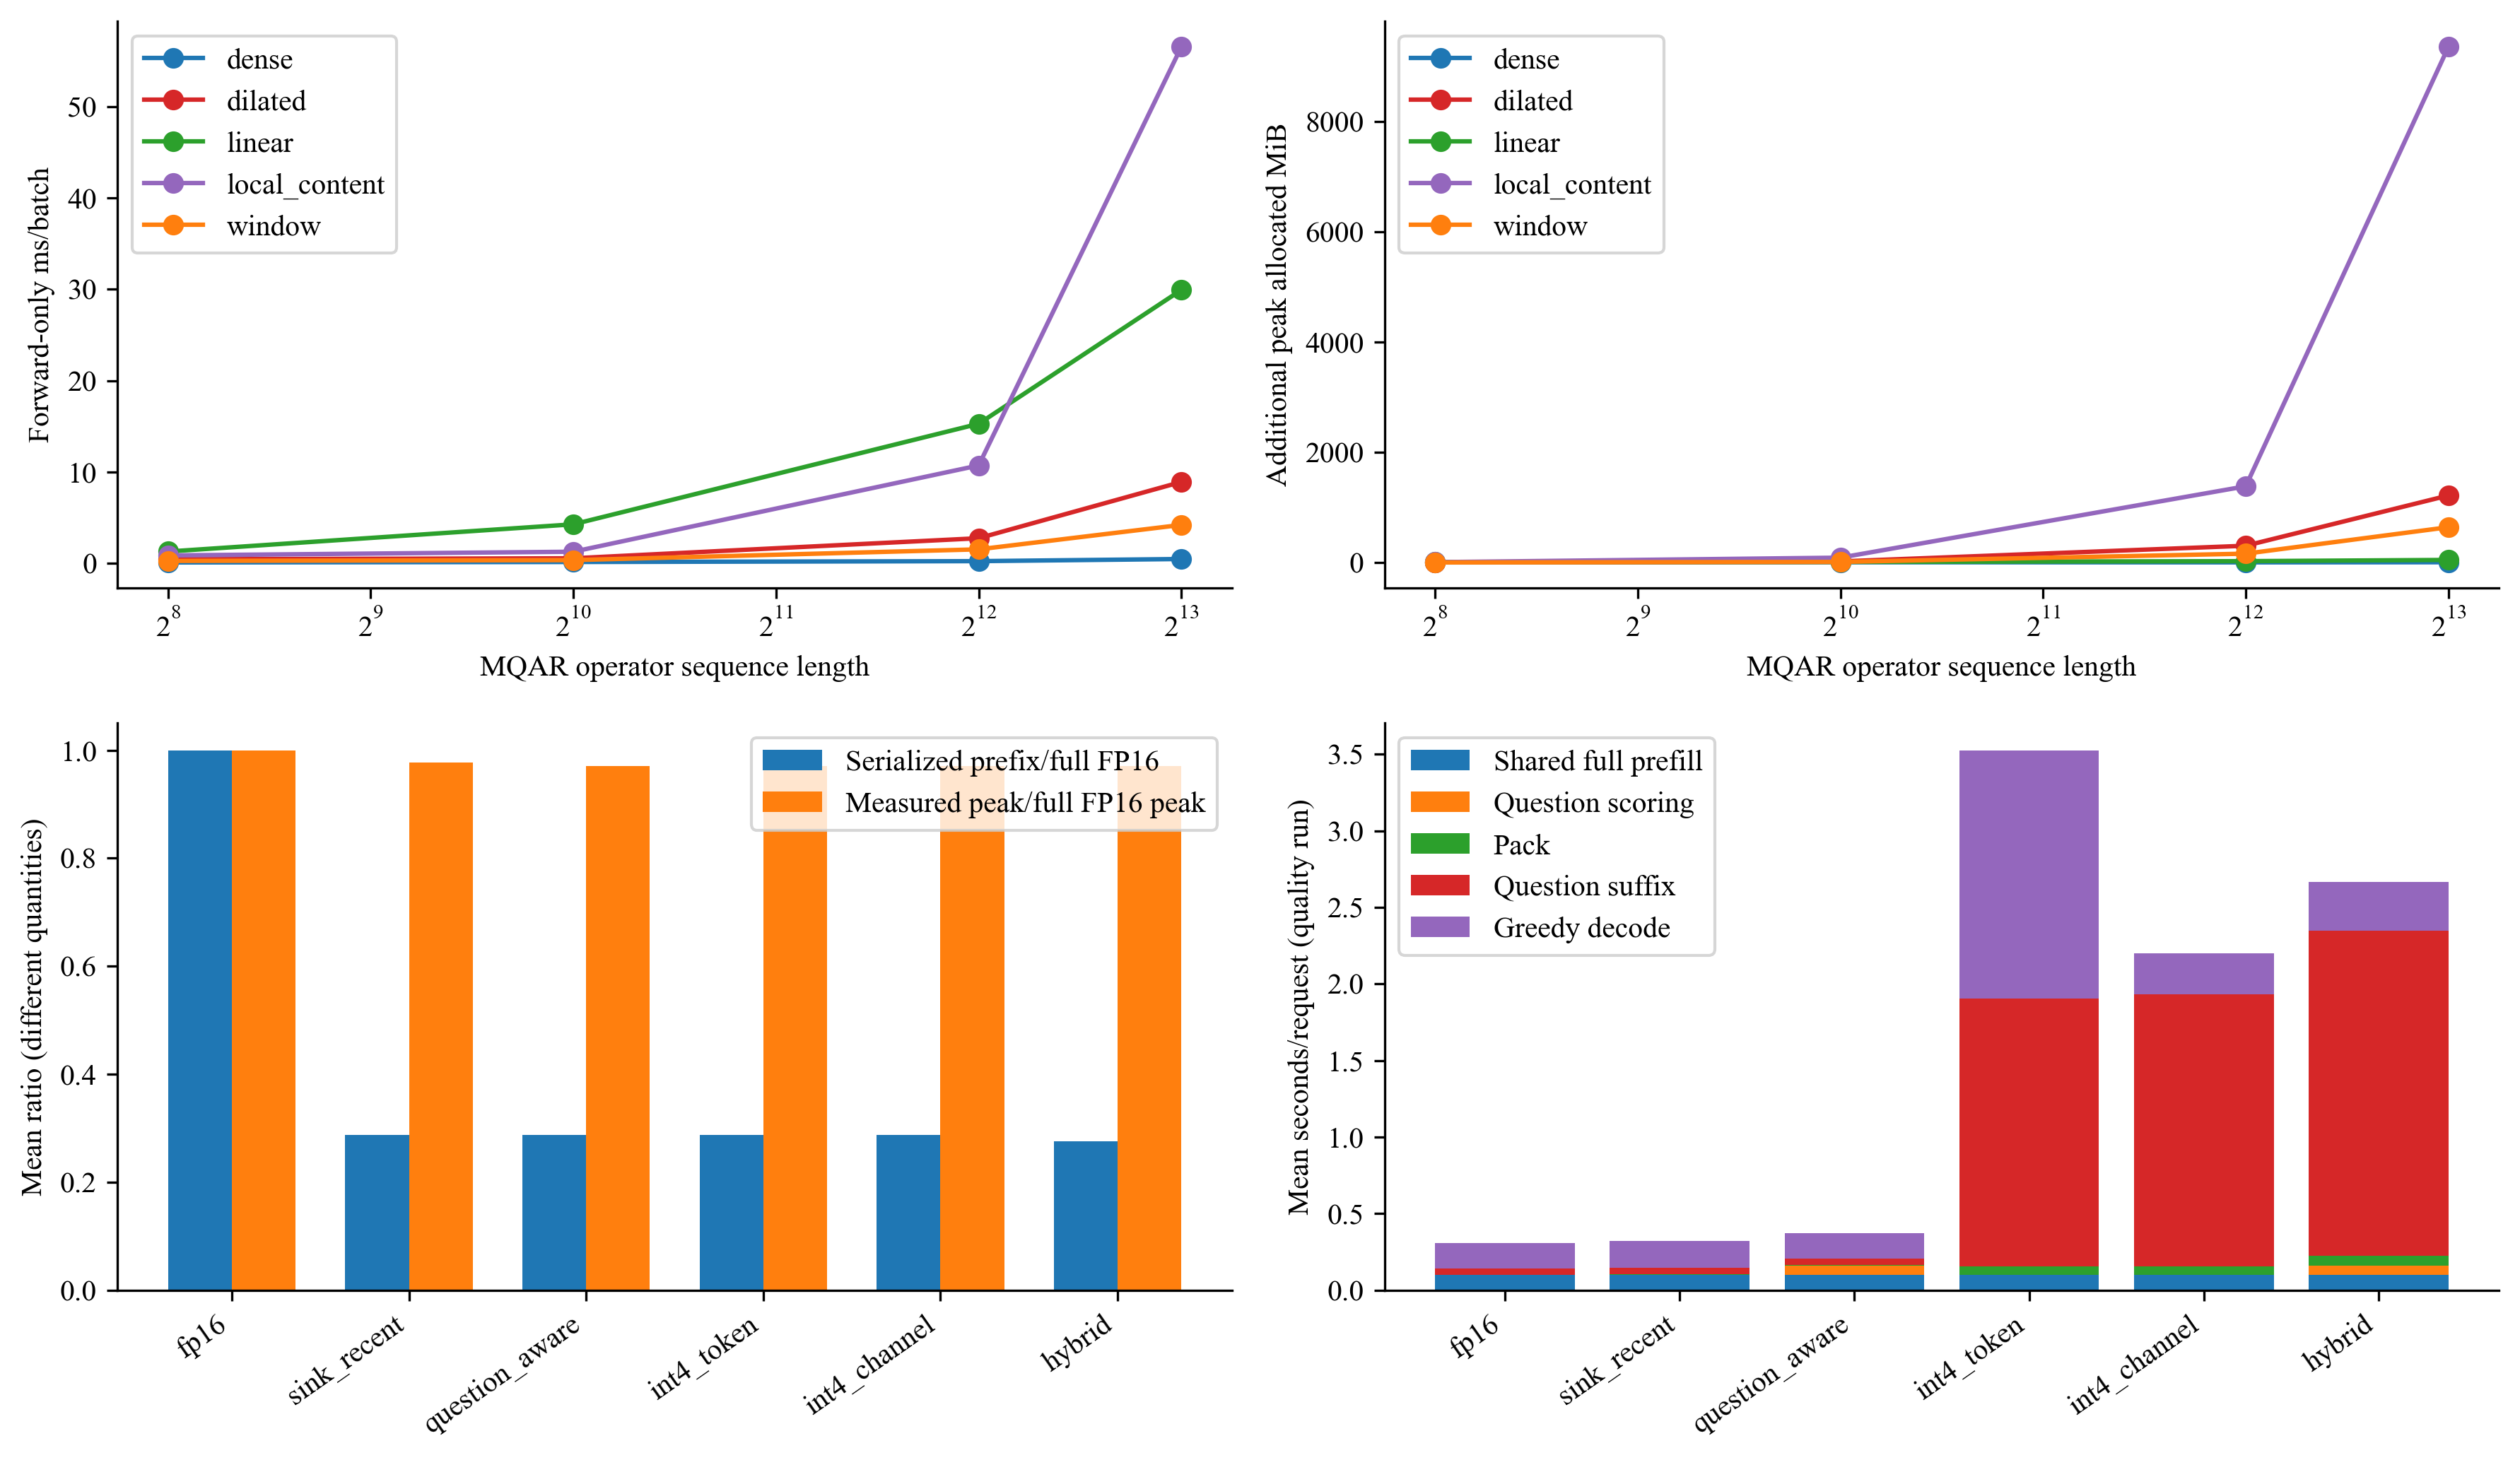 dense
dilated
linear
local_content
window
Forward-only ms/batch
50
40
30
20
10
0
2^8
2^9
2^10
2^11
2^12
2^13
MQAR operator sequence length
dense
dilated
linear
local_content
window
Additional peak allocated MiB
8000
6000
4000
2000
0
2^8
2^9
2^10
2^11
2^12
2^13
MQAR operator sequence length
Serialized prefix/full FP16
Measured peak/full FP16 peak
Mean ratio (different quantities)
1.0
0.8
0.6
0.4
0.2
0.0
fp16
sink_recent
question_aware
int4_token
int4_channel
hybrid
Shared full prefill
Question scoring
Pack
Question suffix
Greedy decode
Mean seconds/request (quality run)
3.5
3.0
2.5
2.0
1.5
1.0
0.5
0.0
fp16
sink_recent
question_aware
int4_token
int4_channel
hybrid